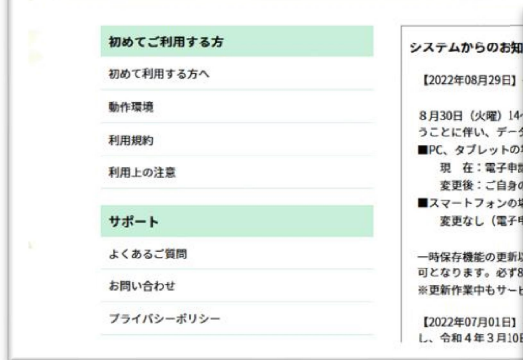 初めてご利用する方
初めて利用する方へ
動作環境
利用規約
利用上の注意
サポート
よくあるご質問
お問い合わせ
プライバシーポリシー
システムからのお知
【2022年08月29日】
8月30日（火曜）14
うことに伴い、データ
■PC、タブレットの
現　在：電子申
変更後：ご自身の
■スマートフォンの
変更なし（電子申
一時保存機能の更新
可となります。必ず8
※更新作業中もサービ
【2022年07月01日】
し、令和4年3月10